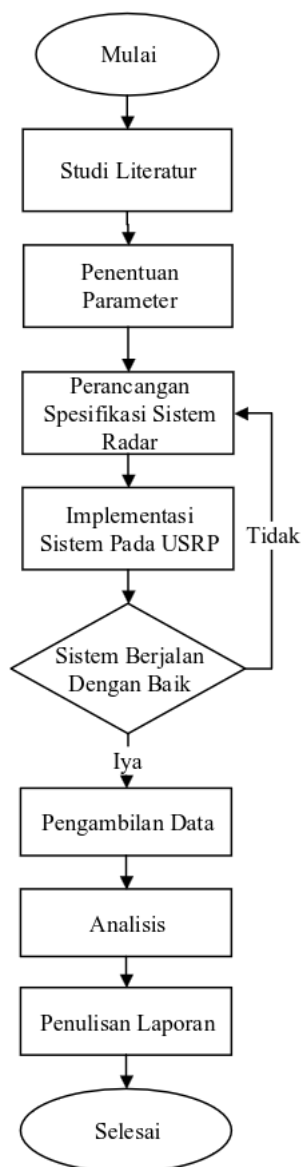 Mulai
Studi Literatur
Penentuan
Parameter
Perancangan
Spesifikasi Sistem
Radar
Implementasi
Sistem Pada USRP
Tidak
Sistem Berjalan
Dengan Baik
Iya
Pengambilan Data
Analisis
Penulisan Laporan
Selesai